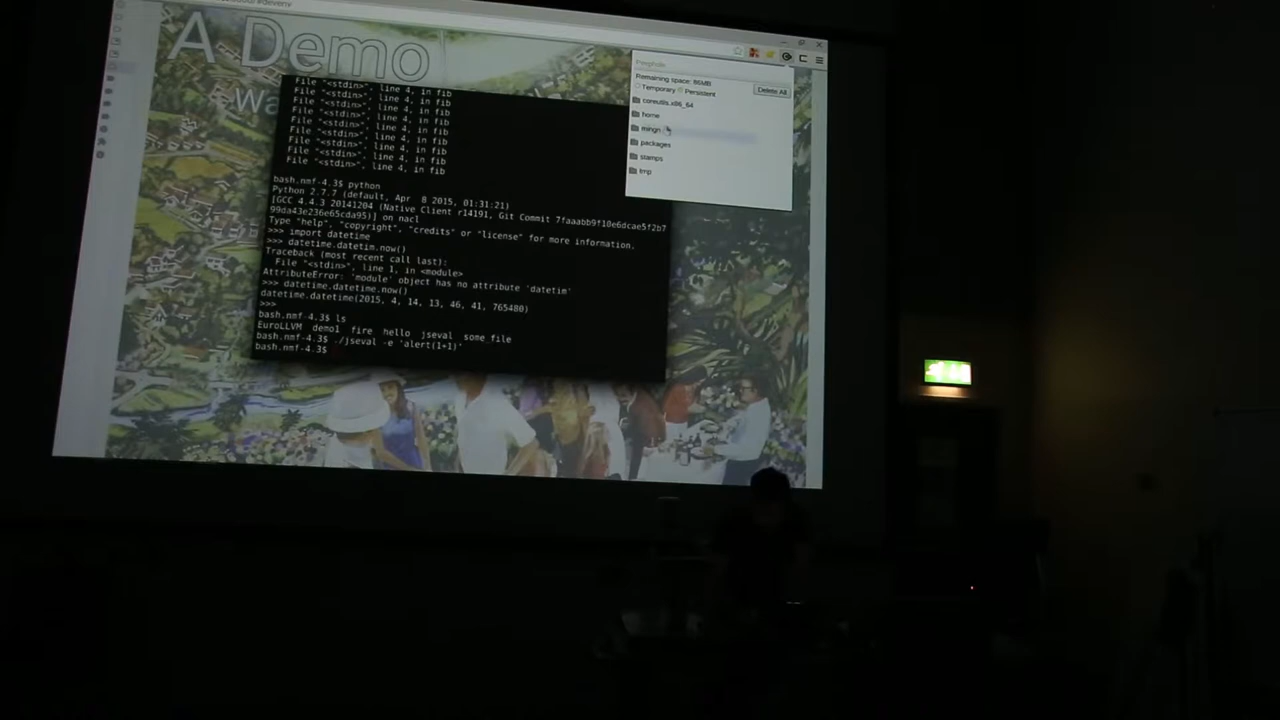 A Demo
wa
File "<stdin>", line 4, in fib
File "<stdin>", line 4, in fib
File "<stdin>", line 4, in fib
File "<stdin>", line 4, in fib
File "<stdin>", line 4, in fib
File "<stdin>", line 4, in fib
File "<stdin>", line 4, in fib
File "<stdin>", line 4, in fib
bash.nmf-4.3$ python
Python 2.7.7 (default, Apr  8 2015, 01:31:21)
[GCC 4.4.3 20141204 (Native Client r14191, Git Commit 7faaabb9f10e6dcae5f2b7
99da43e236e65cda95)] on nacl
Type "help", "copyright", "credits" or "license" for more information.
>>> import datetime
>>> datetime.datetim.now()
Traceback (most recent call last):
File "<stdin>", line 1, in <module>
AttributeError: 'module' object has no attribute 'datetim'
>>> datetime.datetime.now()
datetime.datetime(2015, 4, 14, 13, 46, 41, 765480)
>>>
bash.nmf-4.3$ ls
EuroLLVM  demo1  fire  hello  jseval  some_file
bash.nmf-4.3$ ./jseval -e 'alert(1+1)'
bash.nmf-4.3$
Remaining space: 86MB
Temporary Persistent
Delete All
coreutils.x86_64
home
mingn
packages
stamps
tmp